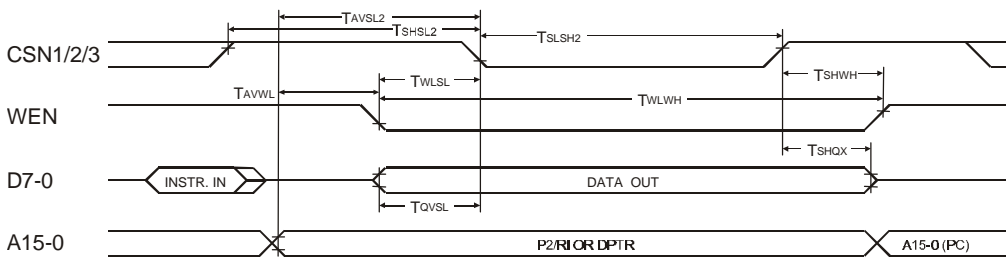 TAVSL2
TSHSL2
CSN1/2/3
TSLSH2
TWLSL
TSHWH
TAVWL
TWLWH
WEN
TSHQX
D7-0
INSTR. IN
DATA OUT
TQVSL
A15-0
P2/RI OR DPTR
A15-0 (PC)